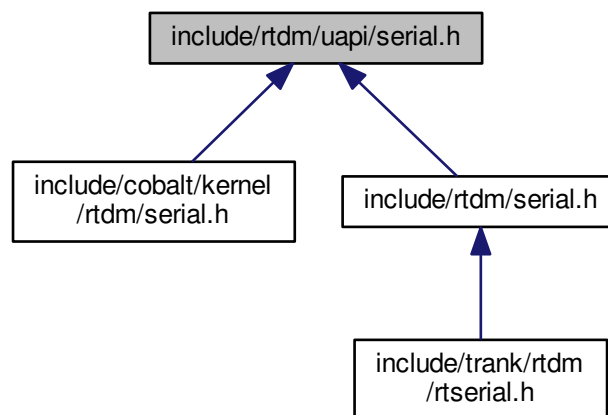 include/rtdm/uapi/serial.h
include/cobalt/kernel
/rtdm/serial.h
include/rtdm/serial.h
include/trank/rtdm
/rtserial.h